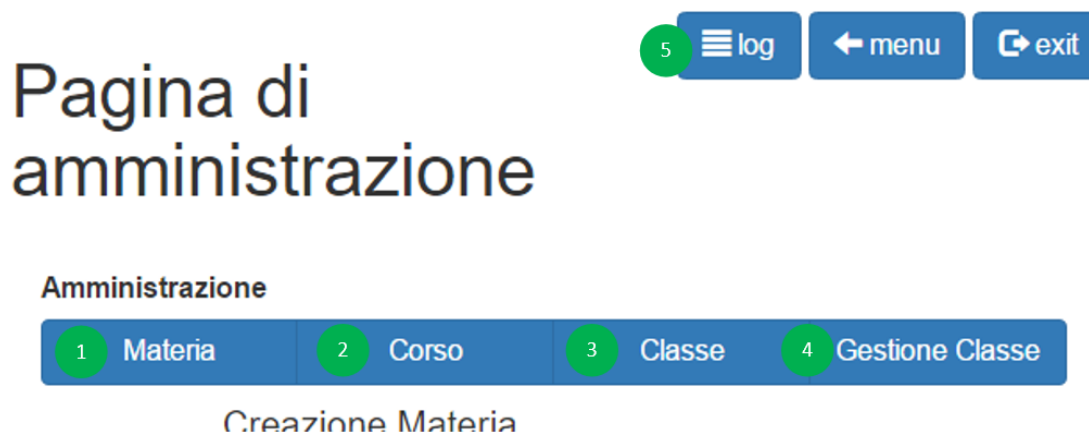 5 log menu exit
Pagina di
amministrazione
Amministrazione
1 Materia 2 Corso 3 Classe 4 Gestione Classe
Creazione Materia